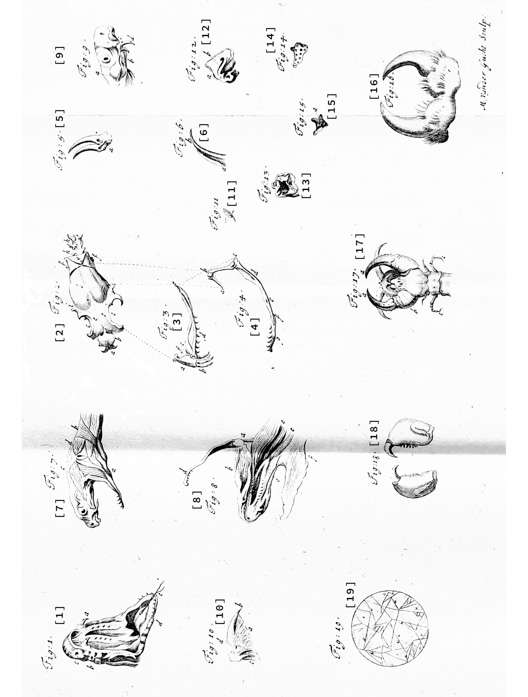 [1]
Fig: 1.
[7]
Fig: 7.
[2]
Fig: 2.
[5]
Fig: 5.
[9]
Fig: 9.
[10]
Fig: 10.
[8]
Fig: 8.
[3]
Fig: 3.
[4]
Fig: 4.
[6]
Fig: 6.
[12]
Fig: 12.
[11]
Fig: 11
[13]
Fig: 13.
[14]
Fig: 14.
[15]
Fig: 15.
[19]
Fig: 19.
[18]
Fig: 18.
[17]
Fig: 17.
[16]
Fig: 16.
M. Vander Gucht Sculp.